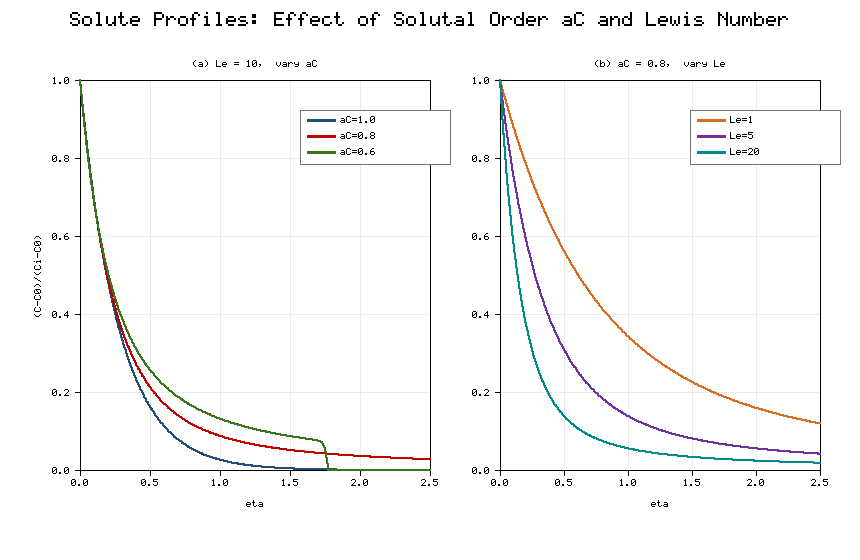 Solute Profiles: Effect of Solutal Order aC and Lewis Number
(a) Le = 10, vary aC
1.0
0.8
0.6
0.4
0.2
0.0
(C-C0)/(Ci-C0)
aC=1.0
aC=0.8
aC=0.6
0.0 0.5 1.0 1.5 2.0 2.5
eta
(b) aC = 0.8, vary Le
1.0
0.8
0.6
0.4
0.2
0.0
Le=1
Le=5
Le=20
0.0 0.5 1.0 1.5 2.0 2.5
eta